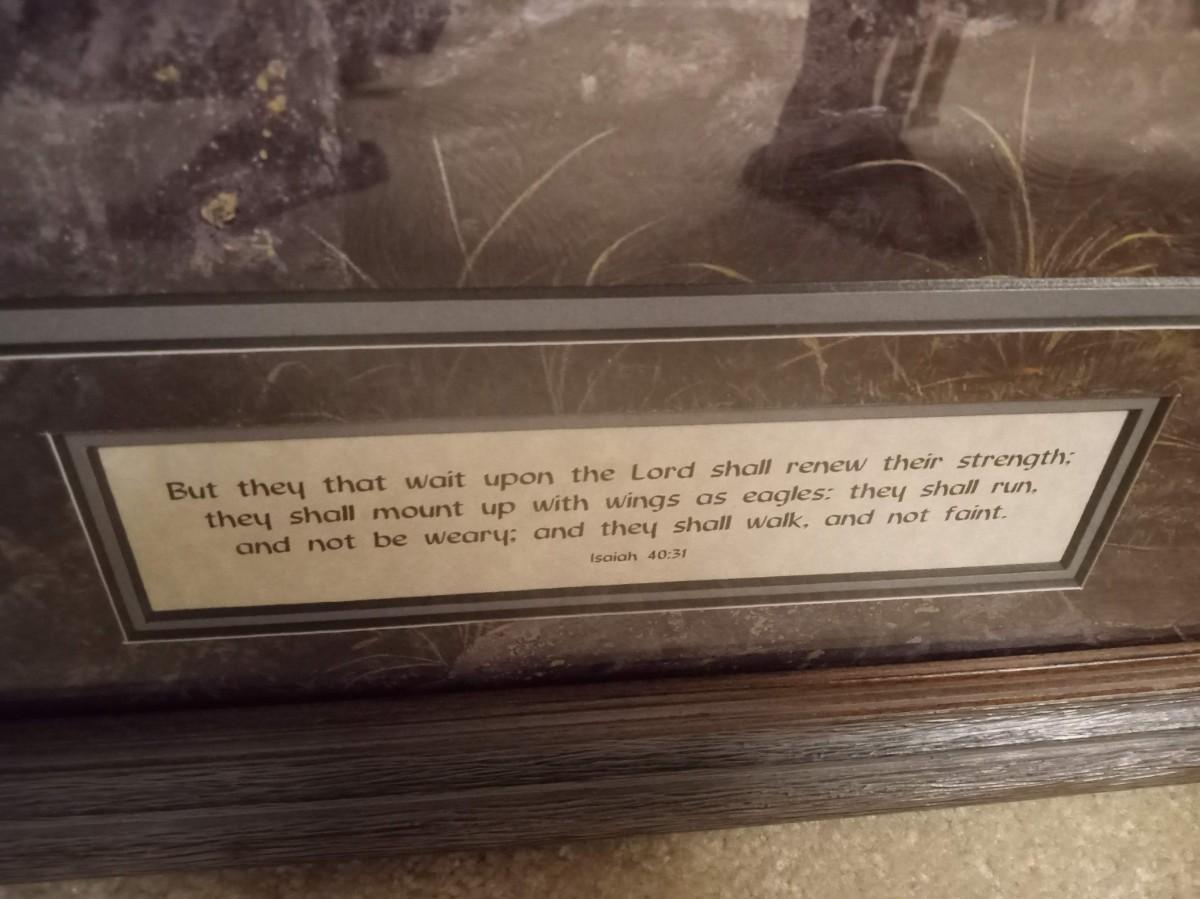 But they that wait upon the Lord shall renew their strength;
they shall mount up with wings as eagles: they shall run,
and not be weary; and they shall walk, and not faint.
Isaiah 40:31